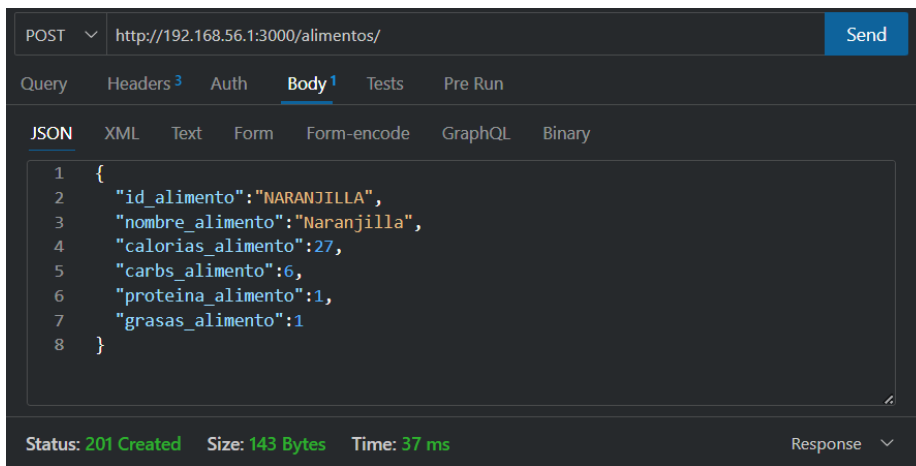 POST http://192.168.56.1:3000/alimentos/ Send
Query Headers 3 Auth Body 1 Tests Pre Run
JSON XML Text Form Form-encode GraphQL Binary
1 {
2 "id_alimento":"NARANJILLA",
3 "nombre_alimento":"Naranjilla",
4 "calorias_alimento":27,
5 "carbs_alimento":6,
6 "proteina_alimento":1,
7 "grasas_alimento":1
8 }
Status: 201 Created Size: 143 Bytes Time: 37 ms Response